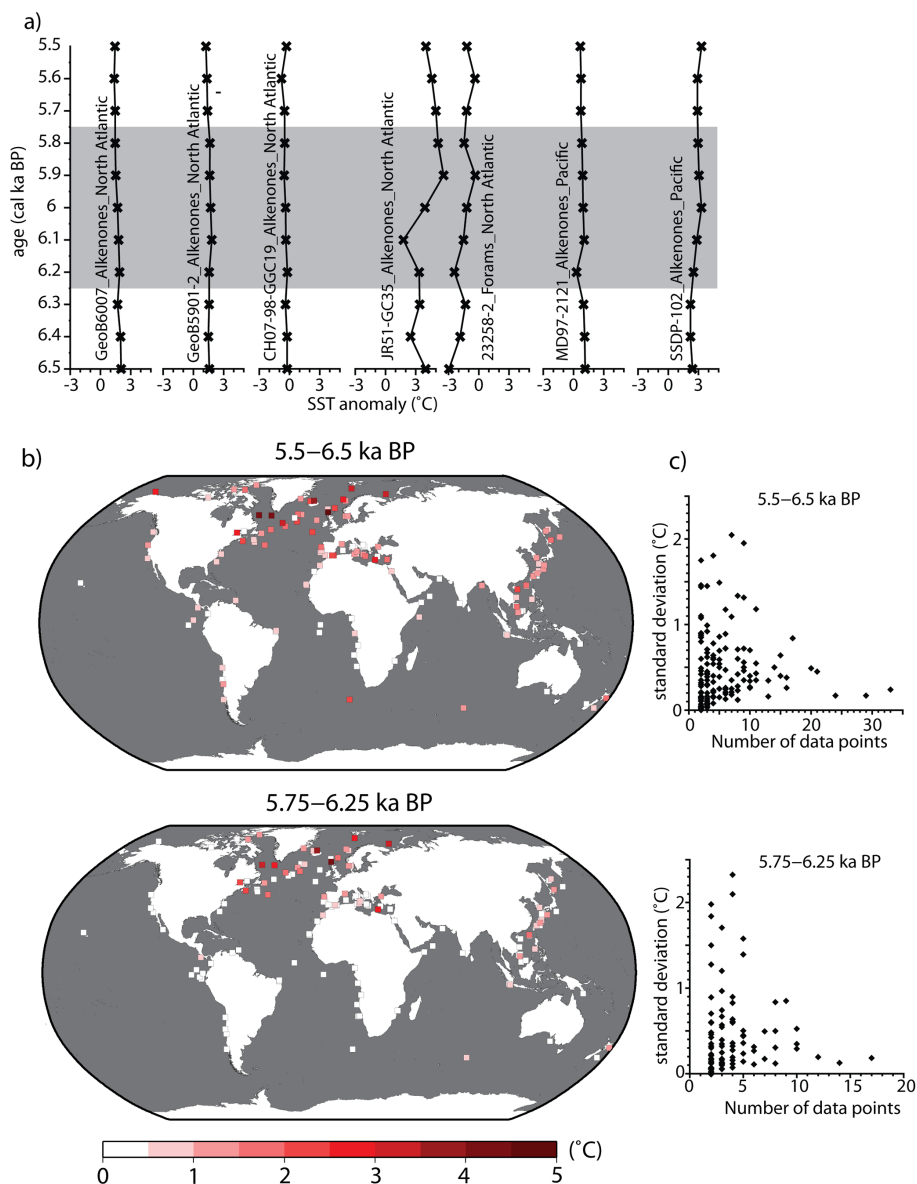 a)
5.5
5.6
5.7
5.8
5.9
6
6.1
6.2
6.3
6.4
6.5
age (cal ka BP)
GeoB6007_Alkenones_North Atlantic
GeoB5901-2_Alkenones_North Atlantic
CH07-98-GGC19_Alkenones_North Atlantic
JR51-GC35_Alkenones_North Atlantic
23258-2_Forams_North Atlantic
MD97-2121_Alkenones_Pacific
SSDP-102_Alkenones_Pacific
-3 0 3 -3 0 3 -3 0 3 -3 0 3 -3 0 3 -3 0 3 -3 0 3
SST anomaly (˚C)
b)
5.5−6.5 ka BP
c)
5.5−6.5 ka BP
standard deviation (˚C)
2
1
0
0 10 20 30
Number of data points
5.75−6.25 ka BP
5.75−6.25 ka BP
standard deviation (˚C)
2
1
0
0 5 10 15 20
Number of data points
0 1 2 3 4 5
(˚C)